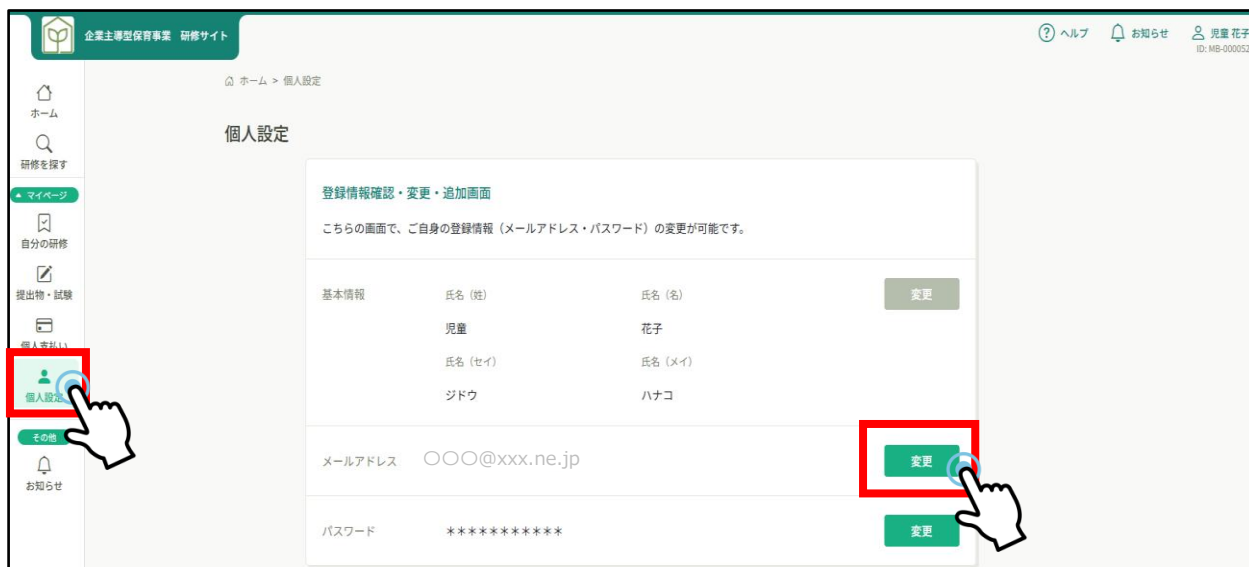 企業主導型保育事業 研修サイト
ヘルプ お知らせ 児童 花子
ID: MB-000052
ホーム > 個人設定
ホーム
研修を探す
マイページ
自分の研修
提出物・試験
個人支払い
個人設定
その他
お知らせ
個人設定
登録情報確認・変更・追加画面
こちらの画面で、ご自身の登録情報(メールアドレス・パスワード)の変更が可能です。
基本情報 氏名(姓) 氏名(名) 変更
児童 花子
氏名(セイ) 氏名(メイ)
ジドウ ハナコ
メールアドレス 〇〇〇@xxx.ne.jp 変更
パスワード *********** 変更